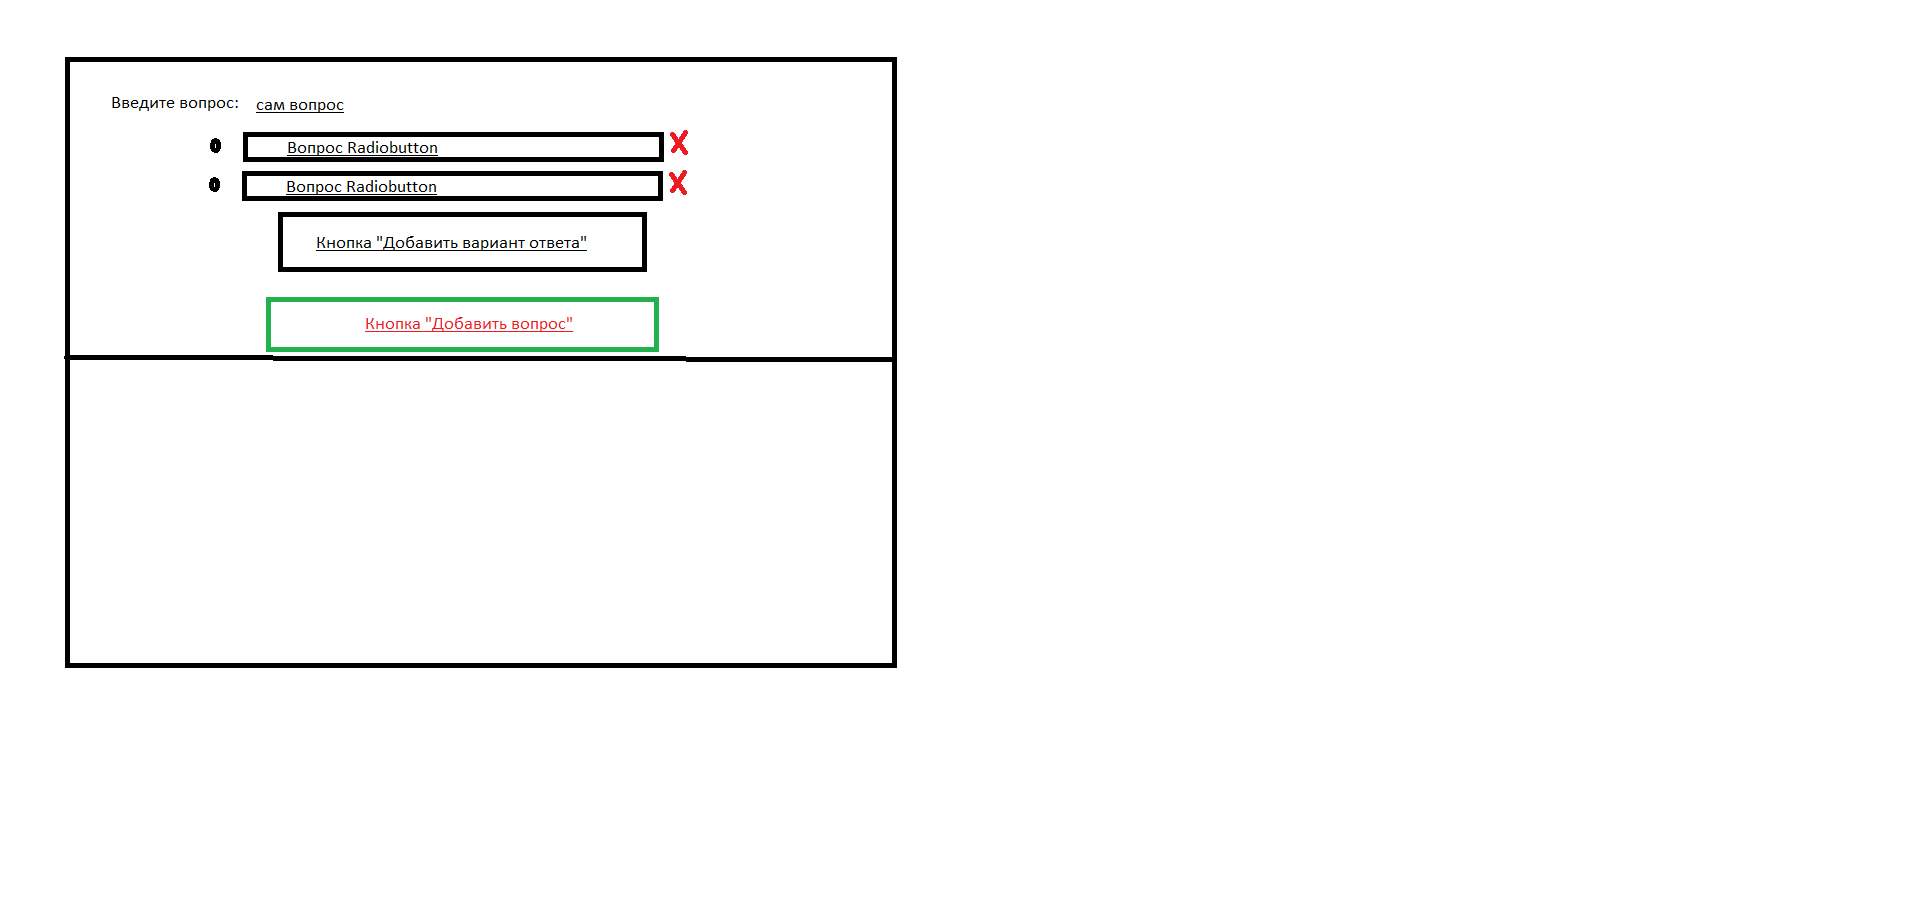 Введите вопрос: сам вопрос
Вопрос Radiobutton
Вопрос Radiobutton
Кнопка "Добавить вариант ответа"
Кнопка "Добавить вопрос"